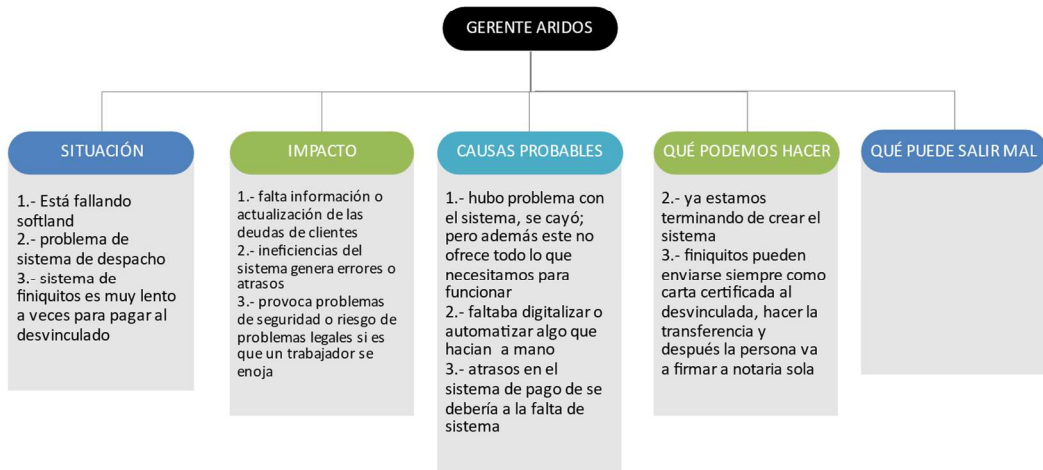 GERENTE ARIDOS
SITUACIÓN
1.- Está fallando
softland
2.- problema de
sistema de despacho
3.- sistema de
finiquitos es muy lento
a veces para pagar al
desvinculado
IMPACTO
1.- falta información o
actualización de las
deudas de clientes
2.- ineficiencias del
sistema genera errores o
atrasos
3.- provoca problemas
de seguridad o riesgo de
problemas legales si es
que un trabajador se
enoja
CAUSAS PROBABLES
1.- hubo problema con
el sistema, se cayó;
pero además este no
ofrece todo lo que
necesitamos para
funcionar
2.- faltaba digitalizar o
automatizar algo que
hacian a mano
3.- atrasos en el
sistema de pago de se
debería a la falta de
sistema
QUÉ PODEMOS HACER
2.- ya estamos
terminando de crear el
sistema
3.- finiquitos pueden
enviarse siempre como
carta certificada al
desvinculada, hacer la
transferencia y
después la persona va
a firmar a notaria sola
QUÉ PUEDE SALIR MAL